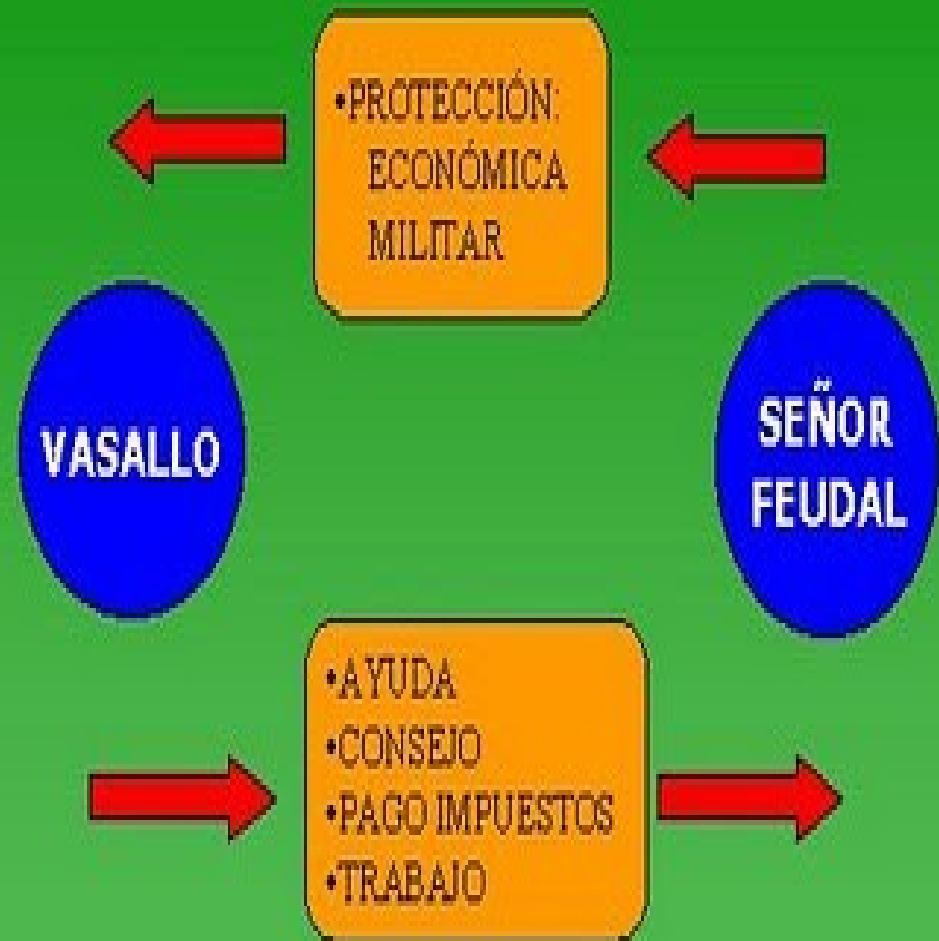 •PROTECCIÓN:
ECONÓMICA
MILITAR
VASALLO
SEÑOR
FEUDAL
•AYUDA
•CONSEJO
•PAGO IMPUESTOS
•TRABAJO